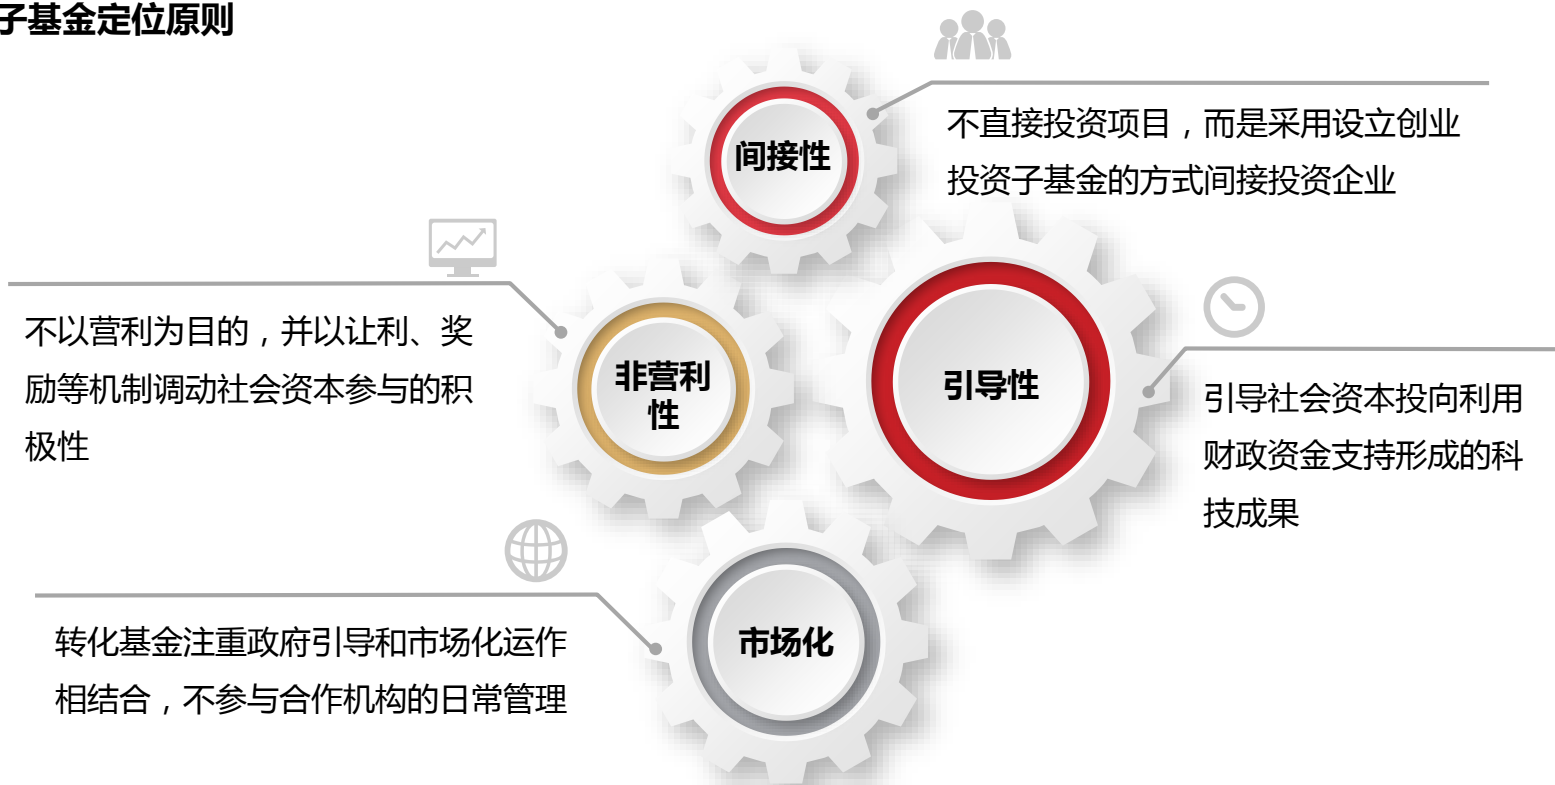 子基金定位原则
间接性
不直接投资项目，而是采用设立创业
投资子基金的方式间接投资企业
不以营利为目的，并以让利、奖
励等机制调动社会资本参与的积
极性
非营利
性
引导性
引导社会资本投向利用
财政资金支持形成的科
技成果
转化基金注重政府引导和市场化运作
相结合，不参与合作机构的日常管理
市场化